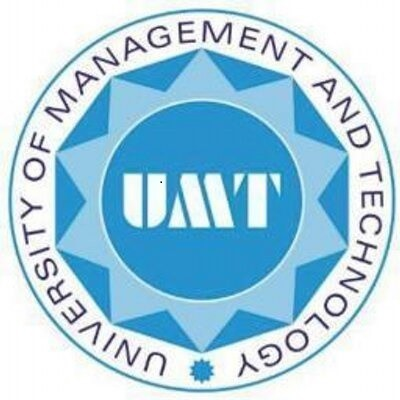 UNIVERSITY OF MANAGEMENT AND TECHNOLOGY
UMT